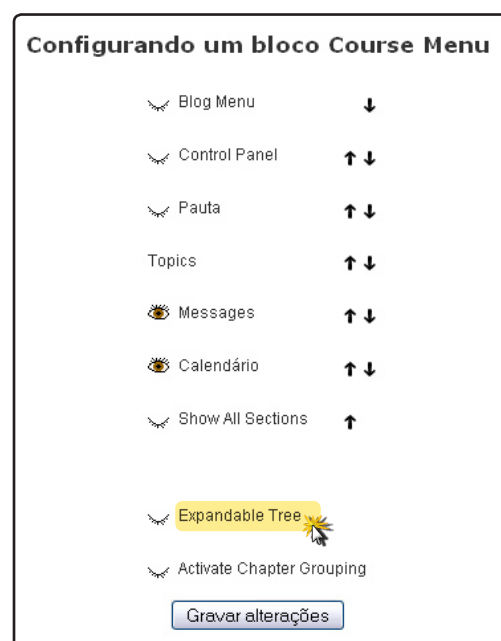 Configurando um bloco Course Menu
Blog Menu
Control Panel
Pauta
Topics
Messages
Calendário
Show All Sections
Expandable Tree
Activate Chapter Grouping
Gravar alterações